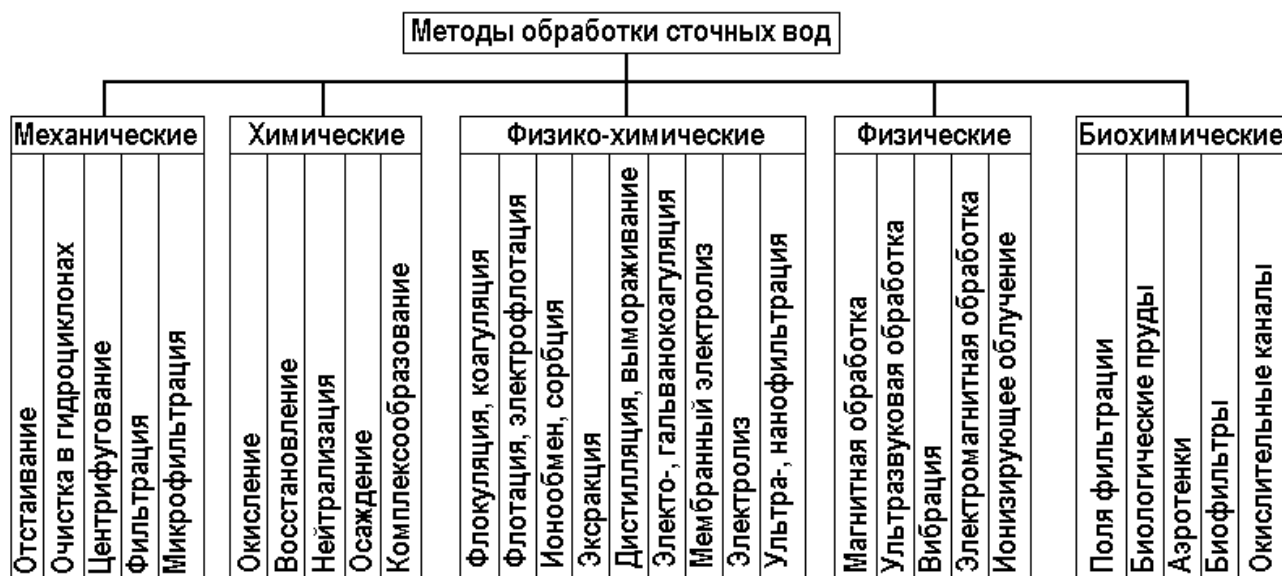 Методы обработки сточных вод
Механические
Отстаивание
Очистка в гидроциклонах
Центрифугование
Фильтрация
Микрофильтрация
Химические
Окисление
Восстановление
Нейтрализация
Осаждение
Комплексообразование
Физико-химические
Флокуляция, коагуляция
Флотация, электрофлотация
Ионообмен, сорбция
Эксракция
Дистилляция, вымораживание
Электо-, гальванокоагуляция
Мембранный электролиз
Электролиз
Ультра-, нанофильтрация
Физические
Магнитная обработка
Ультразвуковая обработка
Вибрация
Электромагнитная обработка
Ионизирующее облучение
Биохимические
Поля фильтрации
Биологические пруды
Аэротенки
Биофильтры
Окислительные каналы